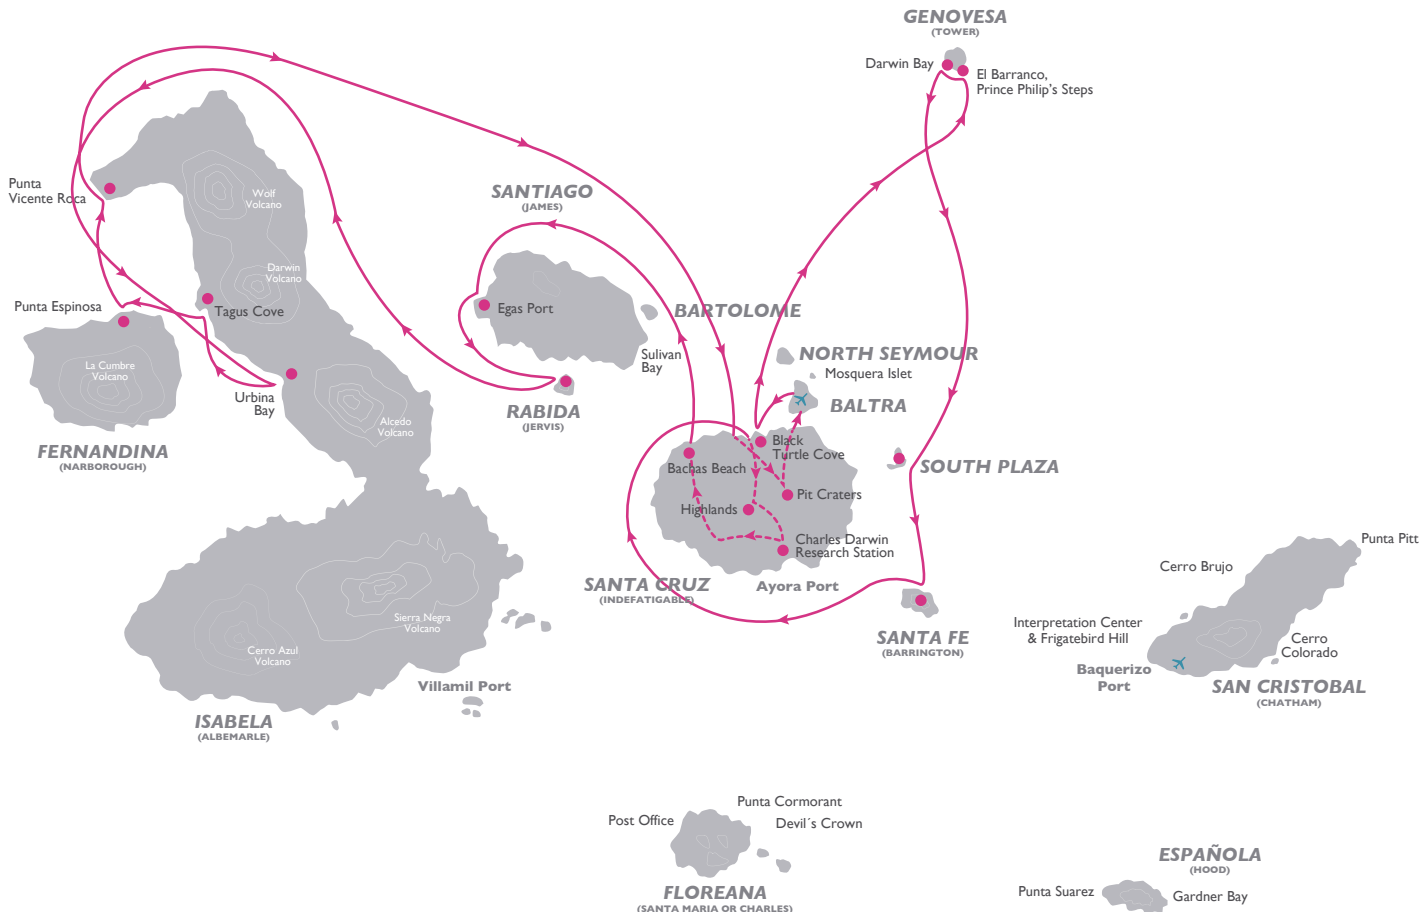 GENOVESA
(TOWER)
Darwin Bay
El Barranco,
Prince Philip's Steps
Punta
Vicente Roca
Wolf
Volcano
SANTIAGO
(JAMES)
Darwin
Volcano
Punta Espinosa
Tagus Cove
Egas Port
BARTOLOME
Sulivan
Bay
NORTH SEYMOUR
Mosquera Islet
La Cumbre
Volcano
Urbina
Bay
RABIDA
(JERVIS)
BALTRA
Alcedo
Volcano
FERNANDINA
(NARBOROUGH)
Black
Turtle Cove
Bachas Beach
SOUTH PLAZA
Pit Craters
Highlands
Charles Darwin
Research Station
SANTA CRUZ
(INDEFATIGABLE)
Ayora Port
Punta Pitt
Cerro Brujo
Sierra Negra
Volcano
Cerro Azul
Volcano
SANTA FE
(BARRINGTON)
Interpretation Center
& Frigatebird Hill
Cerro
Colorado
Baquerizo
Port
SAN CRISTOBAL
(CHATHAM)
Villamil Port
ISABELA
(ALBEMARLE)
Punta Cormorant
Post Office
Devil´s Crown
ESPAÑOLA
(HOOD)
FLOREANA
(SANTA MARIA OR CHARLES)
Punta Suarez
Gardner Bay